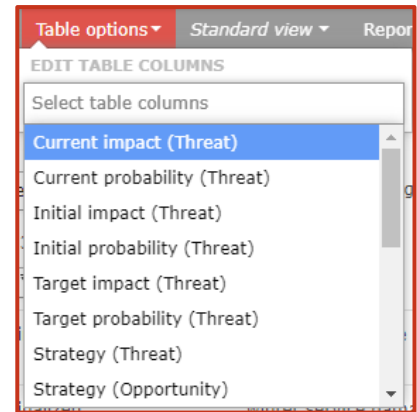 Table options Standard view Repor
EDIT TABLE COLUMNS
Select table columns
Current impact (Threat)
Current probability (Threat)
Initial impact (Threat)
Initial probability (Threat)
Target impact (Threat)
Target probability (Threat)
Strategy (Threat)
Strategy (Opportunity)